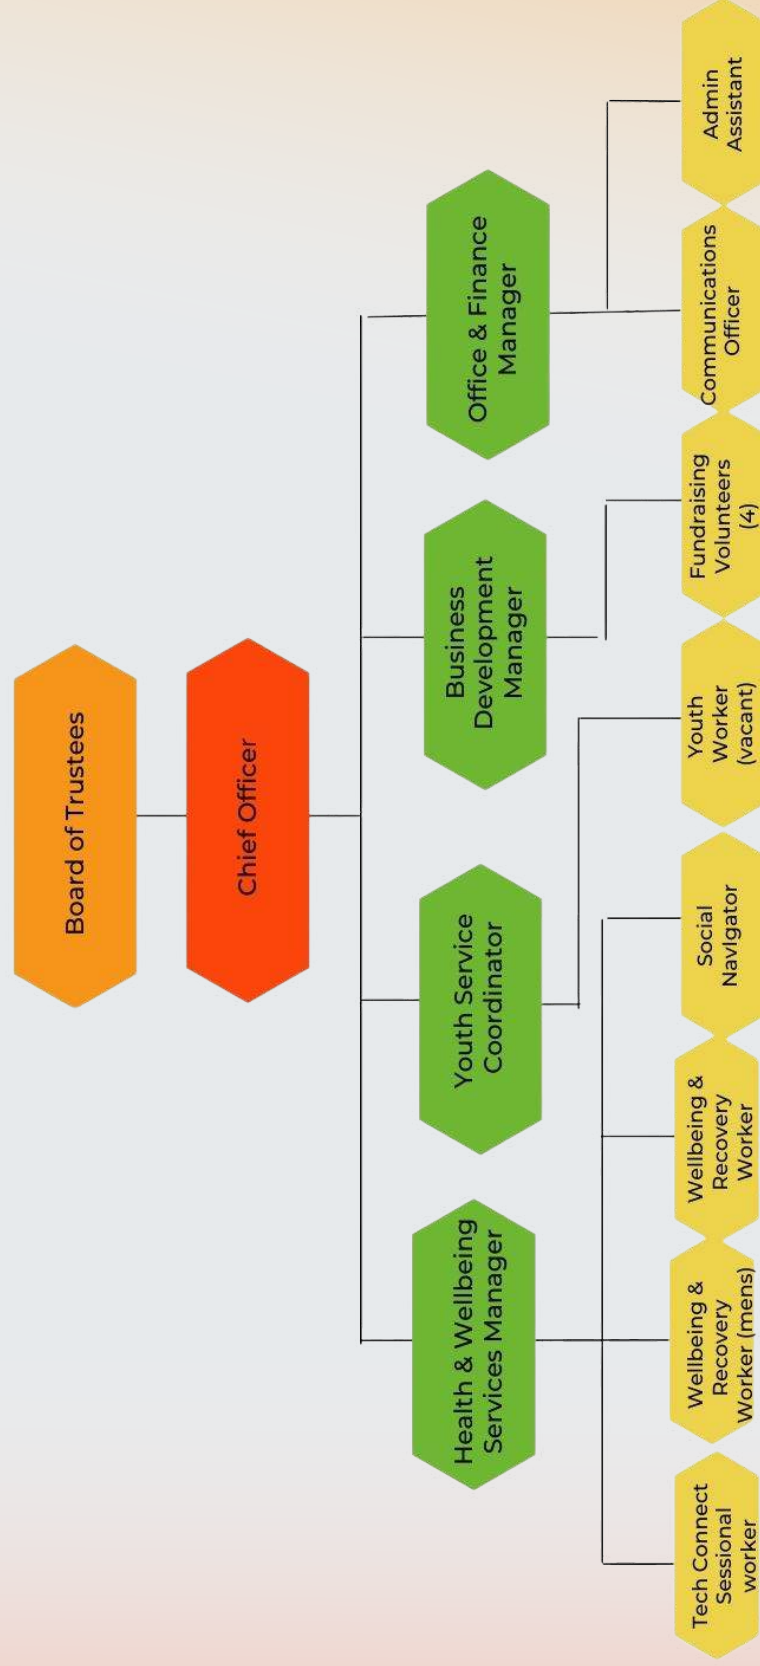 Board of Trustees
Chief Officer
Health & Wellbeing
Services Manager
Youth Service
Coordinator
Business
Development
Manager
Office & Finance
Manager
Tech Connect
Sessional
worker
Wellbeing &
Recovery
Worker (mens)
Wellbeing &
Recovery
Worker
Social
Navigator
Youth
Worker
(vacant)
Fundraising
Volunteers
(4)
Communications
Officer
Admin
Assistant